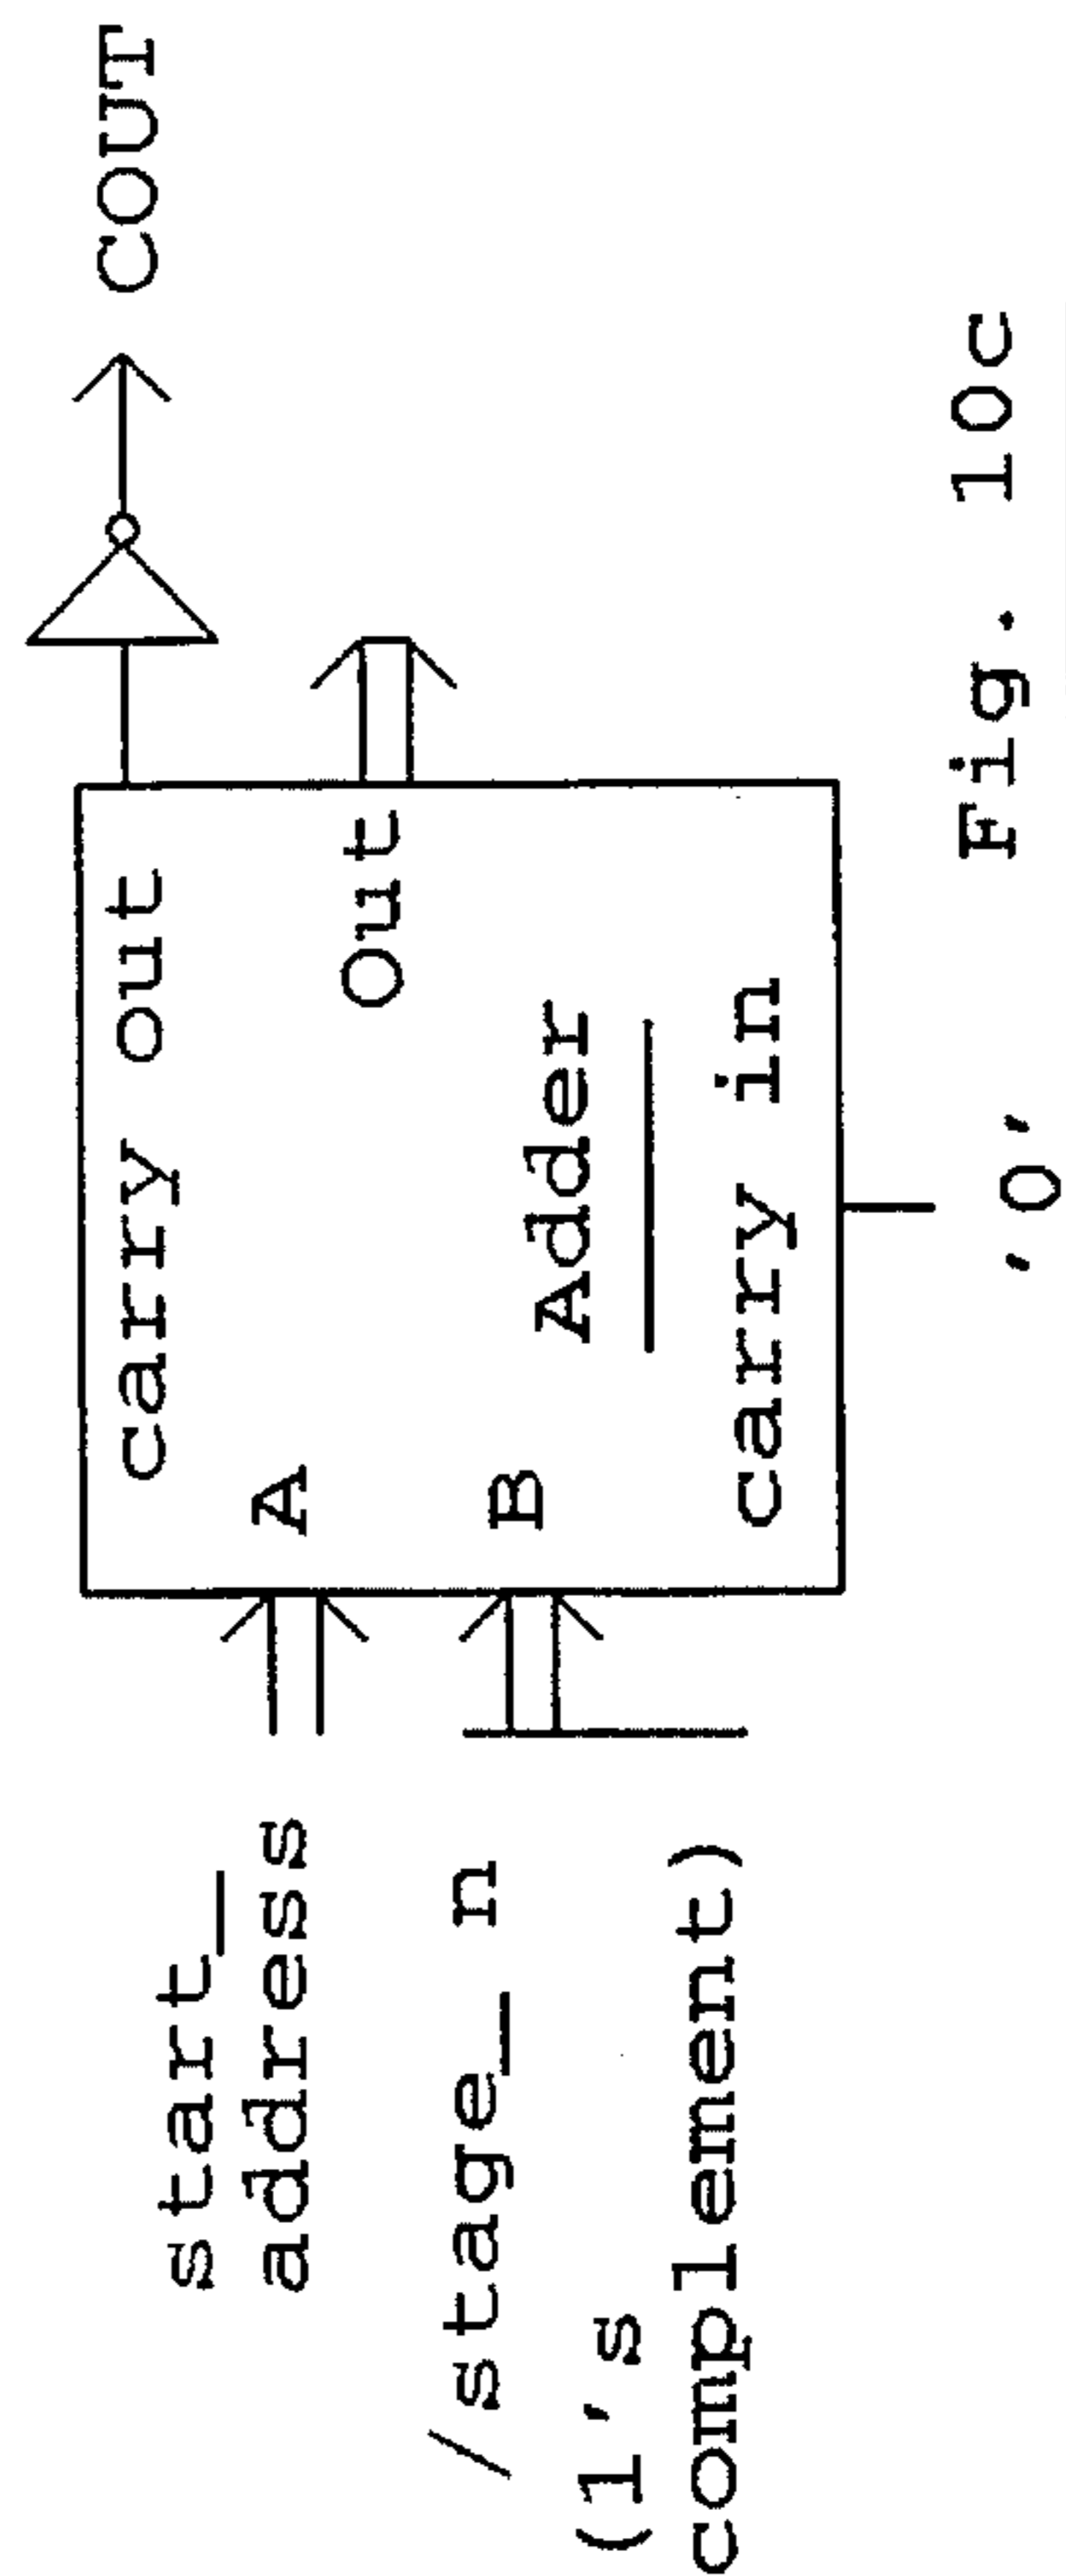 carry out
COUT
start_
address
A
Out
/stage_ n
B
(1's
complement)
Adder
carry in
'0'
Fig. 10c